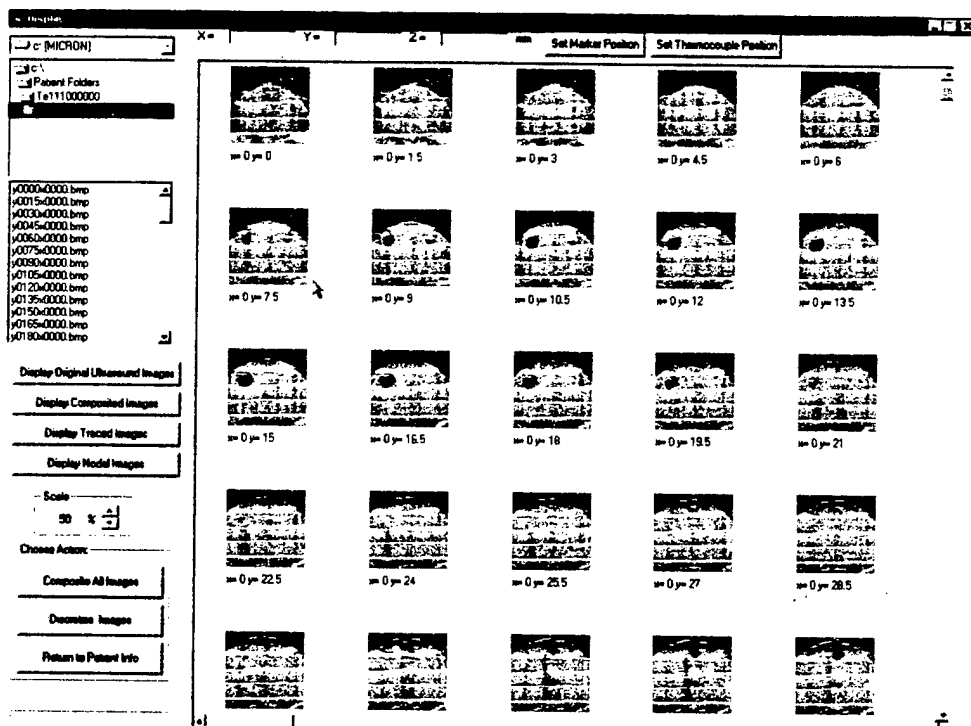 Display
X= Y= Z= mm Set Marker Position Set Thermocouple Position
c: [MICRON]
c:\
Patient Folders
Te111000000
y0000x0000.bmp
y0015x0000.bmp
y0030x0000.bmp
y0045x0000.bmp
y0060x0000.bmp
y0075x0000.bmp
y0090x0000.bmp
y0105x0000.bmp
y0120x0000.bmp
y0135x0000.bmp
y0150x0000.bmp
y0165x0000.bmp
y0180x0000.bmp
Display Original Ultrasound Images
Display Composited Images
Display Traced Images
Display Nodal Images
Scale
50 %
Choose Action:
Composite All Images
Discretize Images
Return to Patient Info
x= 0 y= 0
x= 0 y= 1.5
x= 0 y= 3
x= 0 y= 4.5
x= 0 y= 6
x= 0 y= 7.5
x= 0 y= 9
x= 0 y= 10.5
x= 0 y= 12
x= 0 y= 13.5
x= 0 y= 15
x= 0 y= 16.5
x= 0 y= 18
x= 0 y= 19.5
x= 0 y= 21
x= 0 y= 22.5
x= 0 y= 24
x= 0 y= 25.5
x= 0 y= 27
x= 0 y= 28.5